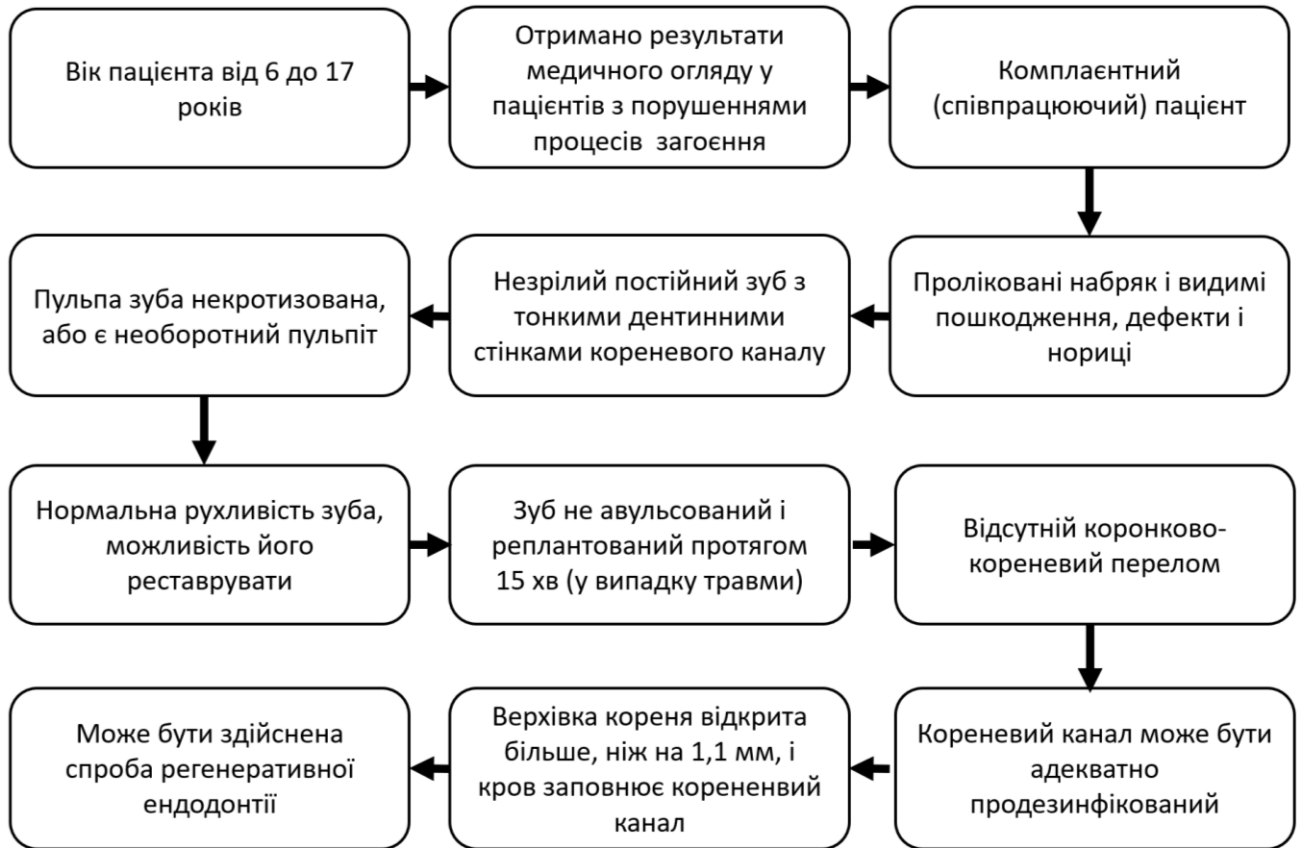 Вік пацієнта від 6 до 17
років
Отримано результати
медичного огляду у
пацієнтів з порушеннями
процесів загоєння
Комплаєнтний
(співпрацюючий) пацієнт
Проліковані набряк і видимі
пошкодження, дефекти і
нориці
Незрілий постійний зуб з
тонкими дентинними
стінками кореневого каналу
Пульпа зуба некротизована,
або є необоротний пульпіт
Нормальна рухливість зуба,
можливість його
реставрувати
Зуб не авульсований і
реплантований протягом
15 хв (у випадку травми)
Відсутній коронково-
кореневий перелом
Кореневий канал може бути
адекватно
продезинфікований
Верхівка кореня відкрита
більше, ніж на 1,1 мм, і
кров заповнює корененвий
канал
Може бути здійснена
спроба регенеративної
ендодонтії